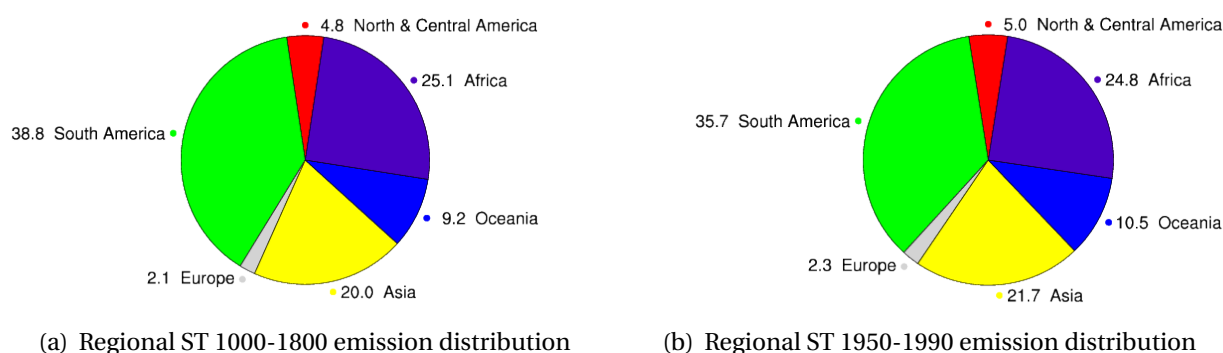 4.8 North & Central America
25.1 Africa
38.8 South America
9.2 Oceania
2.1 Europe
20.0 Asia
(a) Regional ST 1000-1800 emission distribution
5.0 North & Central America
24.8 Africa
35.7 South America
10.5 Oceania
2.3 Europe
21.7 Asia
(b) Regional ST 1950-1990 emission distribution